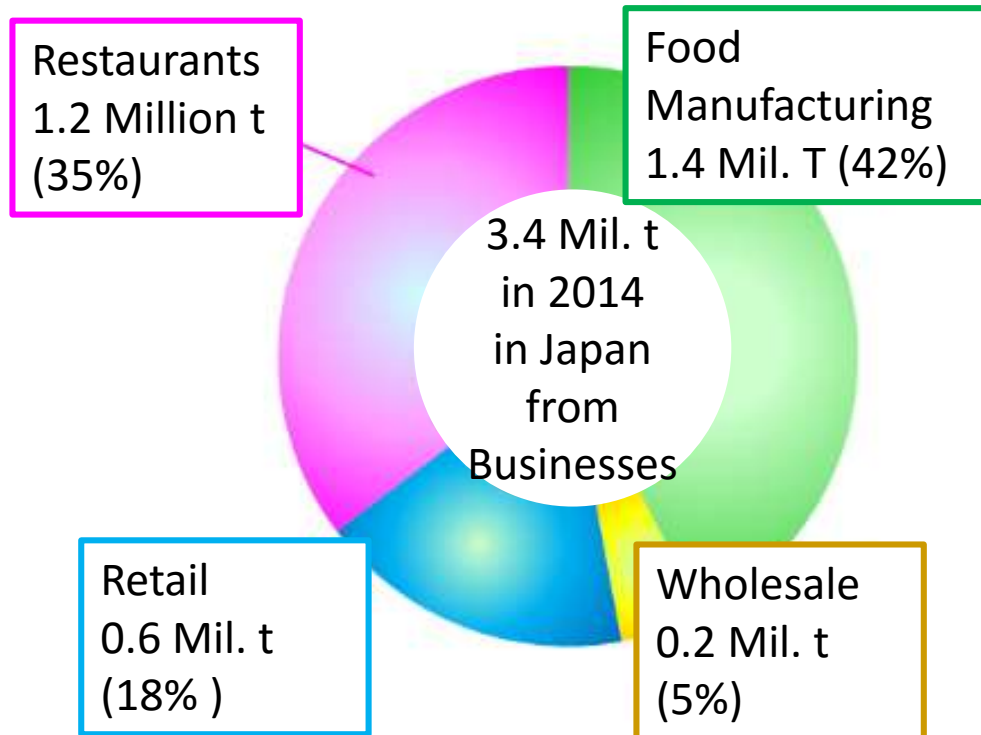 Restaurants
1.2 Million t
(35%)
Food
Manufacturing
1.4 Mil. T (42%)
3.4 Mil. t
in 2014
in Japan
from
Businesses
Retail
0.6 Mil. t
(18% )
Wholesale
0.2 Mil. t
(5%)